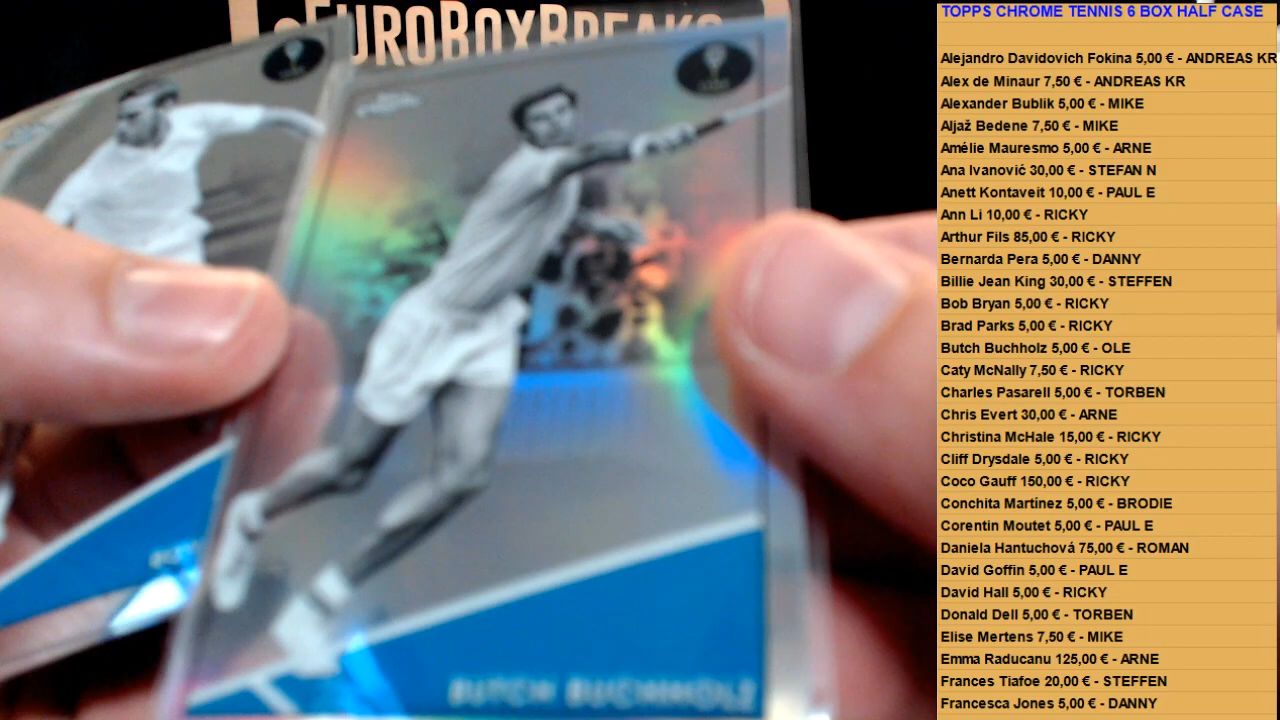 EUROBOXBREAKS
BUTCH BUCHHOLZ
TOPPS CHROME TENNIS 6 BOX HALF CASE
Alejandro Davidovich Fokina 5,00 € - ANDREAS KR
Alex de Minaur 7,50 € - ANDREAS KR
Alexander Bublik 5,00 € - MIKE
Aljaž Bedene 7,50 € - MIKE
Amélie Mauresmo 5,00 € - ARNE
Ana Ivanović 30,00 € - STEFAN N
Anett Kontaveit 10,00 € - PAUL E
Ann Li 10,00 € - RICKY
Arthur Fils 85,00 € - RICKY
Bernarda Pera 5,00 € - DANNY
Billie Jean King 30,00 € - STEFFEN
Bob Bryan 5,00 € - RICKY
Brad Parks 5,00 € - RICKY
Butch Buchholz 5,00 € - OLE
Caty McNally 7,50 € - RICKY
Charles Pasarell 5,00 € - TORBEN
Chris Evert 30,00 € - ARNE
Christina McHale 15,00 € - RICKY
Cliff Drysdale 5,00 € - RICKY
Coco Gauff 150,00 € - RICKY
Conchita Martínez 5,00 € - BRODIE
Corentin Moutet 5,00 € - PAUL E
Daniela Hantuchová 75,00 € - ROMAN
David Goffin 5,00 € - PAUL E
David Hall 5,00 € - RICKY
Donald Dell 5,00 € - TORBEN
Elise Mertens 7,50 € - MIKE
Emma Raducanu 125,00 € - ARNE
Frances Tiafoe 20,00 € - STEFFEN
Francesca Jones 5,00 € - DANNY